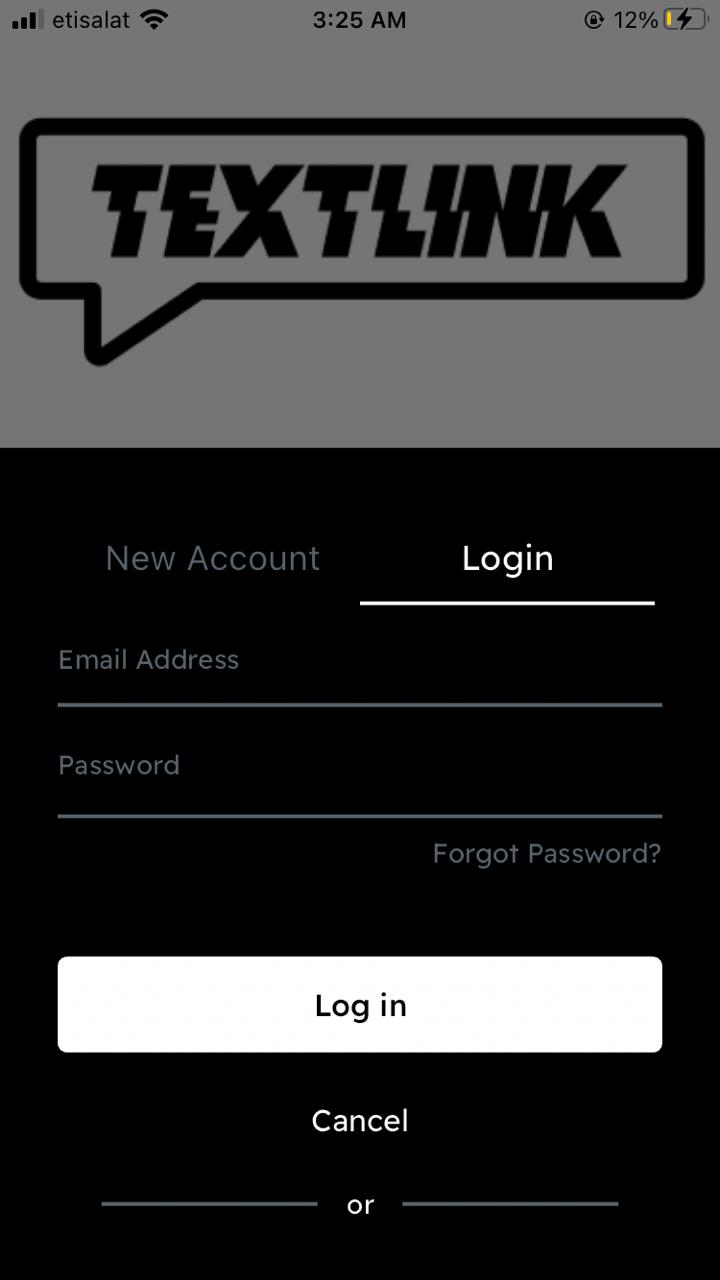 etisalat 3:25 AM 12%
TEXTLINK
New Account Login
Email Address
Password
Forgot Password?
Log in
Cancel
or